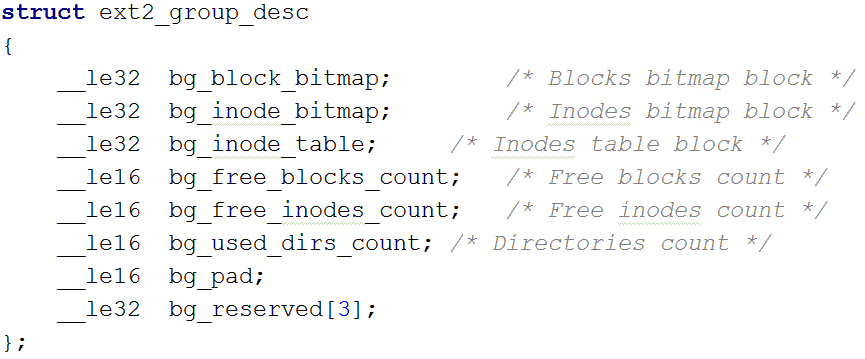 struct ext2_group_desc
{
__le32 bg_block_bitmap; /* Blocks bitmap block */
__le32 bg_inode_bitmap; /* Inodes bitmap block */
__le32 bg_inode_table; /* Inodes table block */
__le16 bg_free_blocks_count; /* Free blocks count */
__le16 bg_free_inodes_count; /* Free inodes count */
__le16 bg_used_dirs_count; /* Directories count */
__le16 bg_pad;
__le32 bg_reserved[3];
};